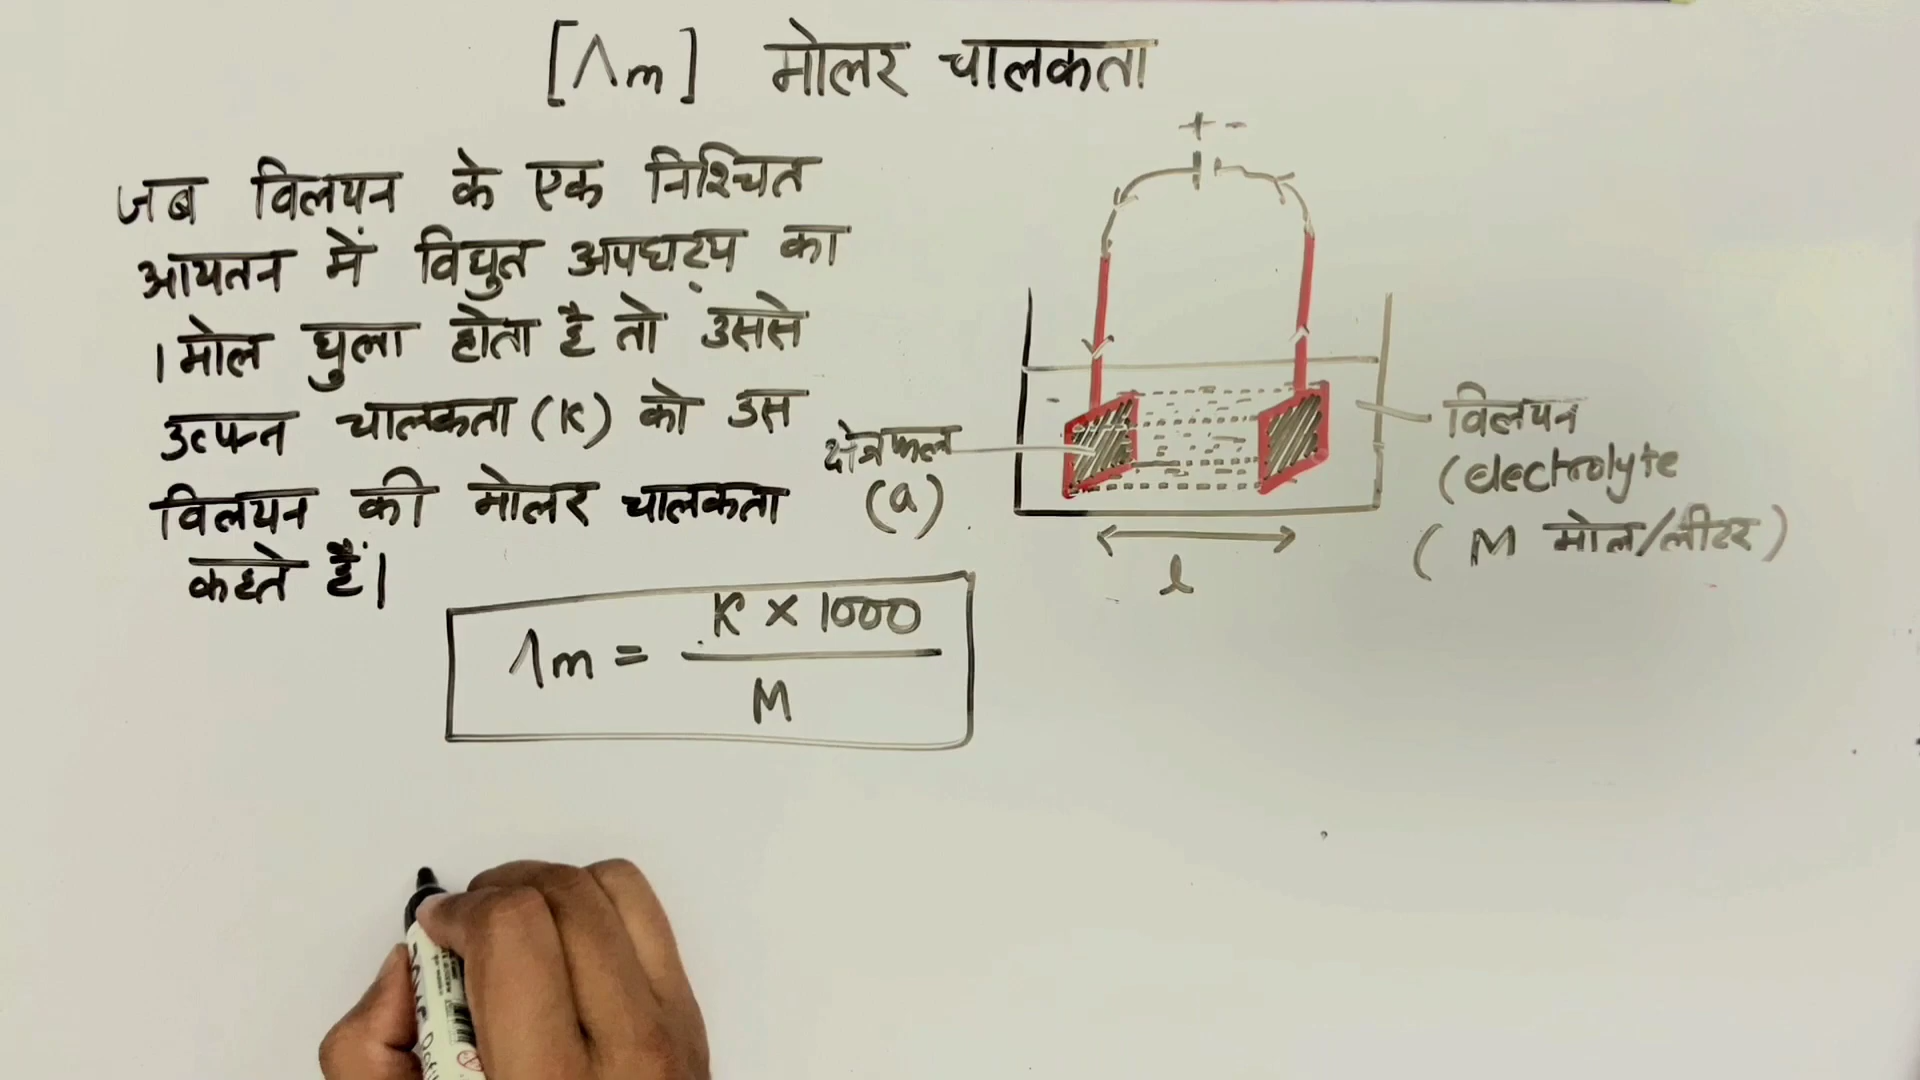 [Λm] मोलर चालकता
जब विलयन के एक निश्चित
आयतन में विद्युत अपघट्य का
1 मोल घुला होता है तो उससे
उत्पन्न चालकता (K) को उस
विलयन की मोलर चालकता
कहते हैं।
Λm = K × 1000
M
+ -
क्षेत्रफल
(a)
l
विलयन
(electrolyte
( M मोल/लीटर )